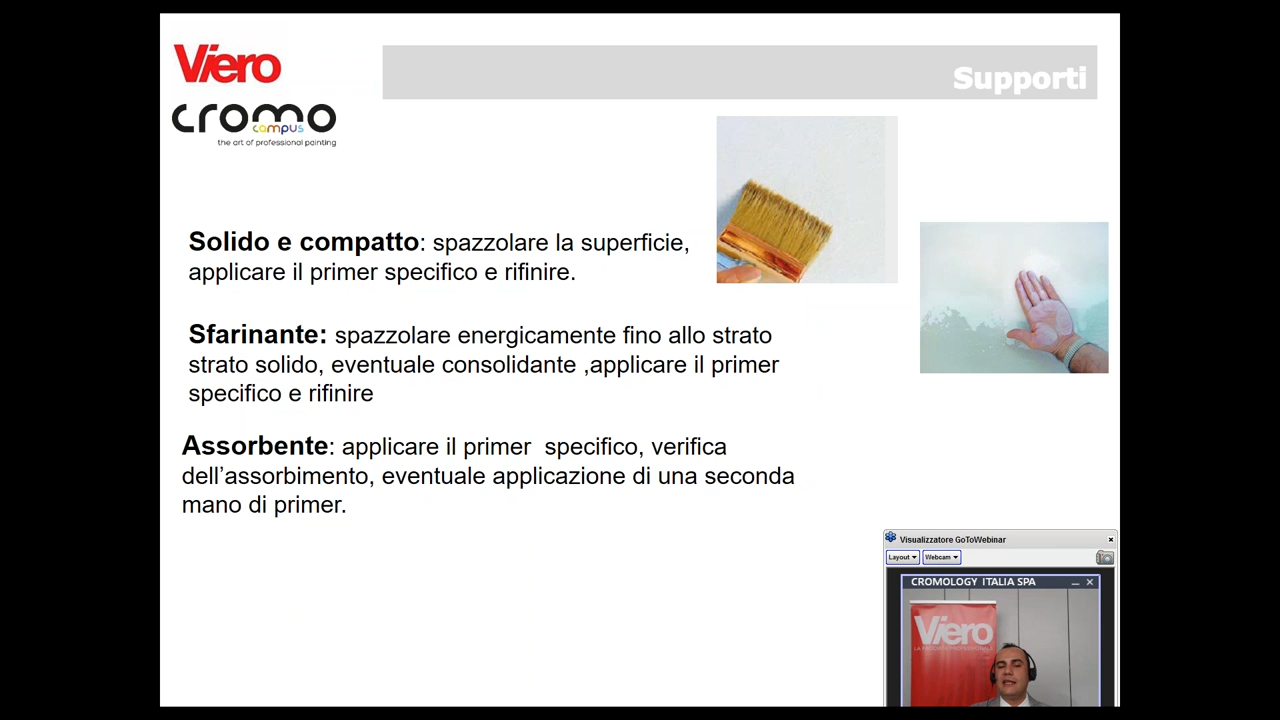 Viero
cromo
campus
the art of professional painting
Supporti
Solido e compatto: spazzolare la superficie,
applicare il primer specifico e rifinire.
Sfarinante: spazzolare energicamente fino allo strato
strato solido, eventuale consolidante ,applicare il primer
specifico e rifinire
Assorbente: applicare il primer  specifico, verifica
dell’assorbimento, eventuale applicazione di una seconda
mano di primer.
Visualizzatore GoToWebinar
Layout
Webcam
CROMOLOGY ITALIA SPA
Viero